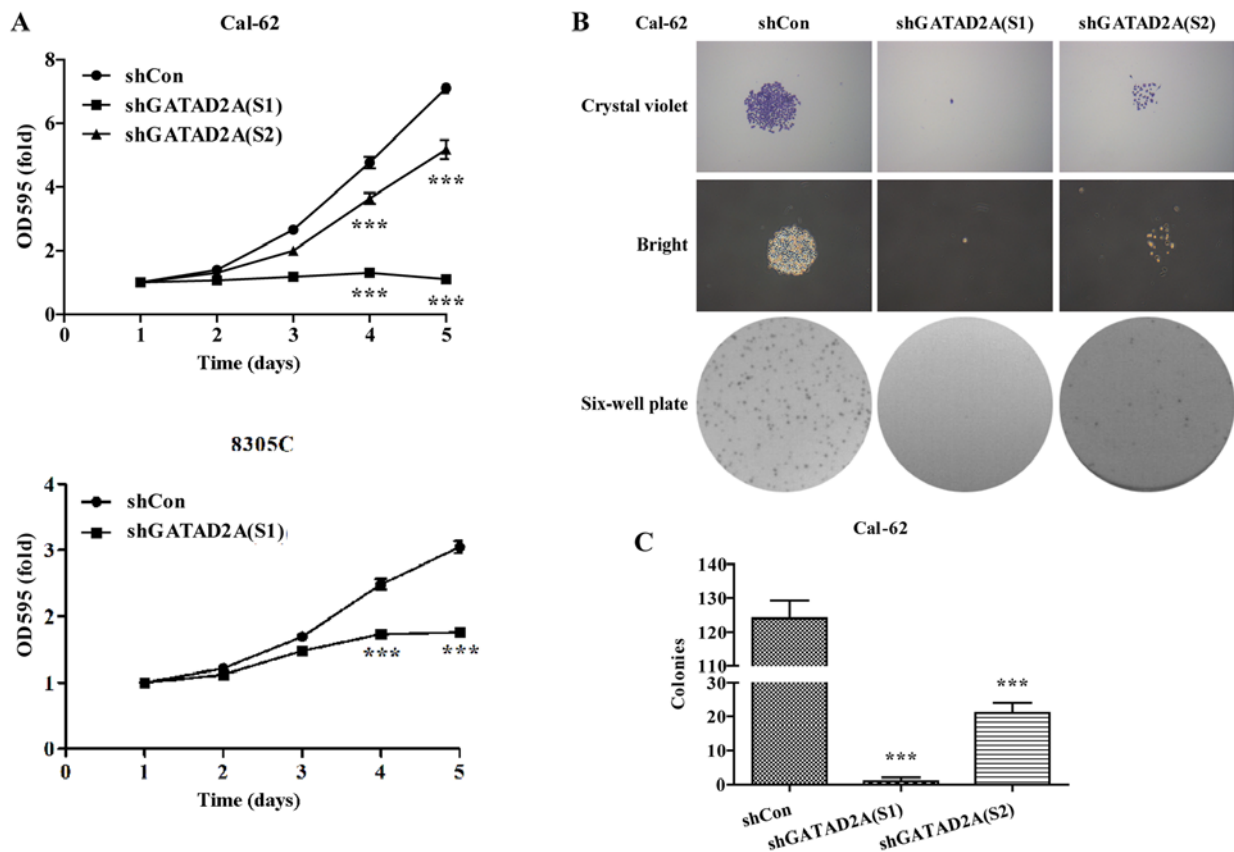 A
Cal-62
8
6
4
2
0
OD595 (fold)
shCon
shGATAD2A(S1)
shGATAD2A(S2)
***
***
***
***
0 1 2 3 4 5
Time (days)
8305C
4
3
2
1
0
OD595 (fold)
shCon
shGATAD2A(S1)
*** ***
0 1 2 3 4 5
Time (days)
B
Cal-62 shCon shGATAD2A(S1) shGATAD2A(S2)
Crystal violet
Bright
Six-well plate
C
Cal-62
140
130
120
110
30
20
10
0
Colonies
***
***
shCon
shGATAD2A(S1)
shGATAD2A(S2)